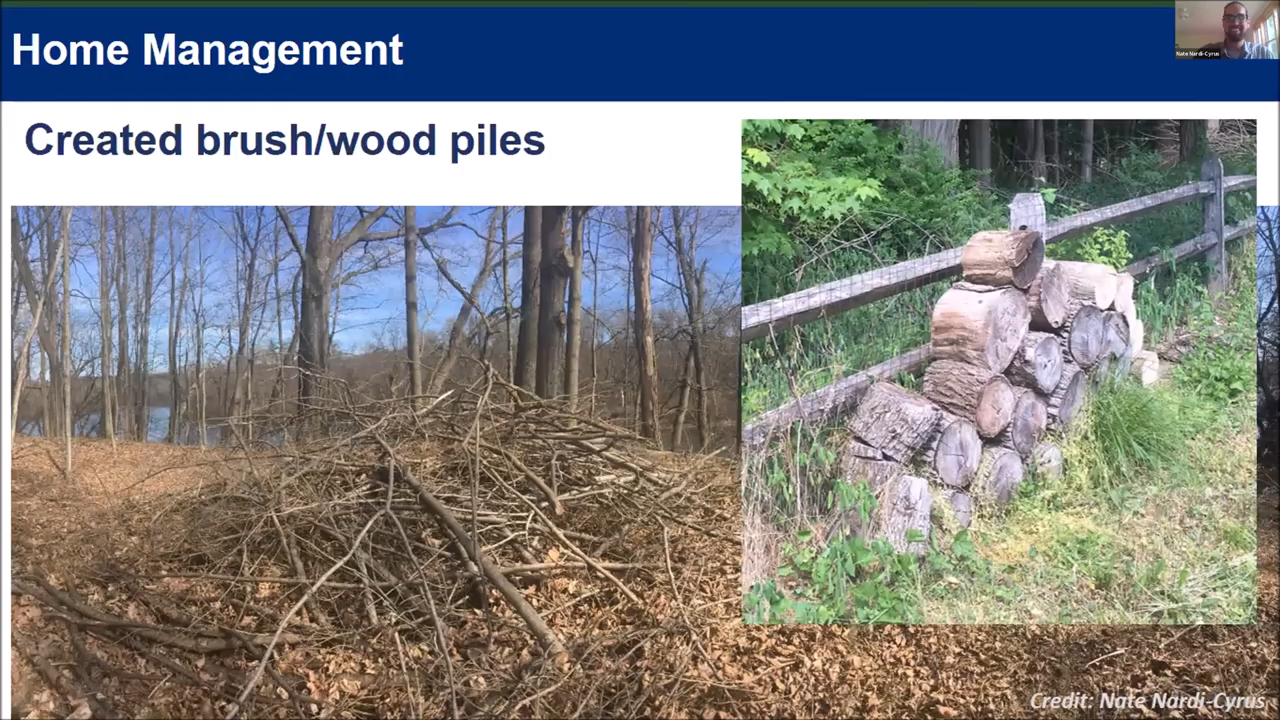 Home Management
Nate Nardi-Cyrus
Created brush/wood piles
Credit: Nate Nardi-Cyrus